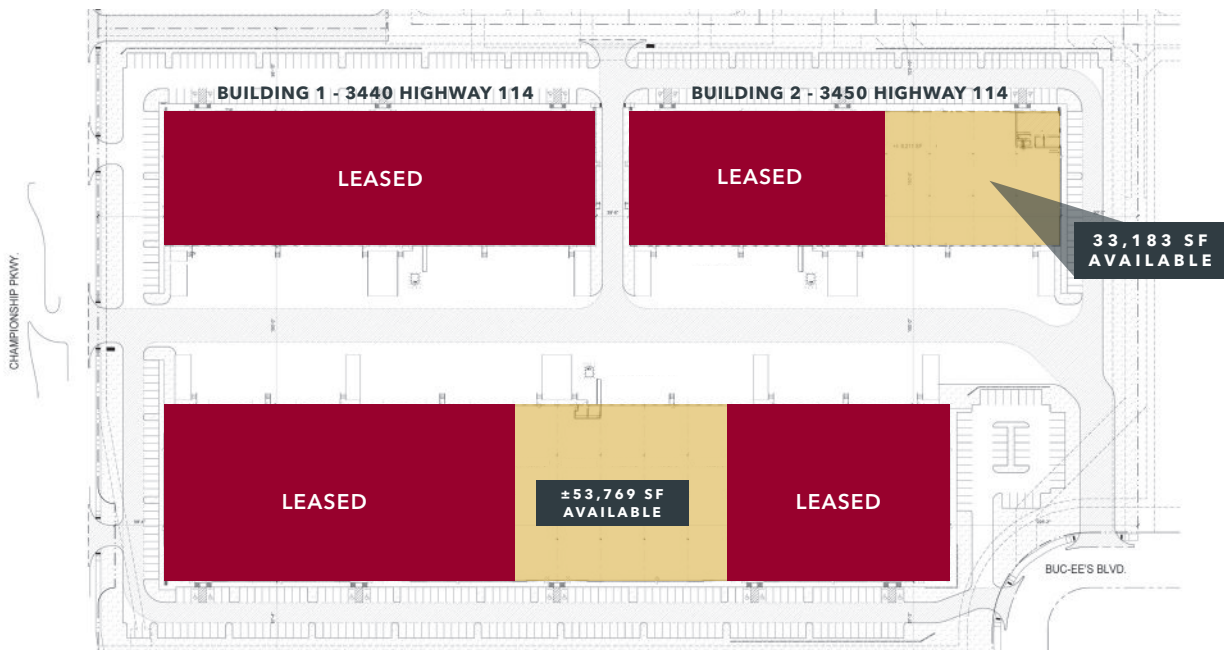 BUILDING 1 - 3440 HIGHWAY 114
BUILDING 2 - 3450 HIGHWAY 114
LEASED
LEASED
33,183 SF
AVAILABLE
CHAMPIONSHIP PKWY.
LEASED
±53,769 SF
AVAILABLE
LEASED
BUC-EE'S BLVD.